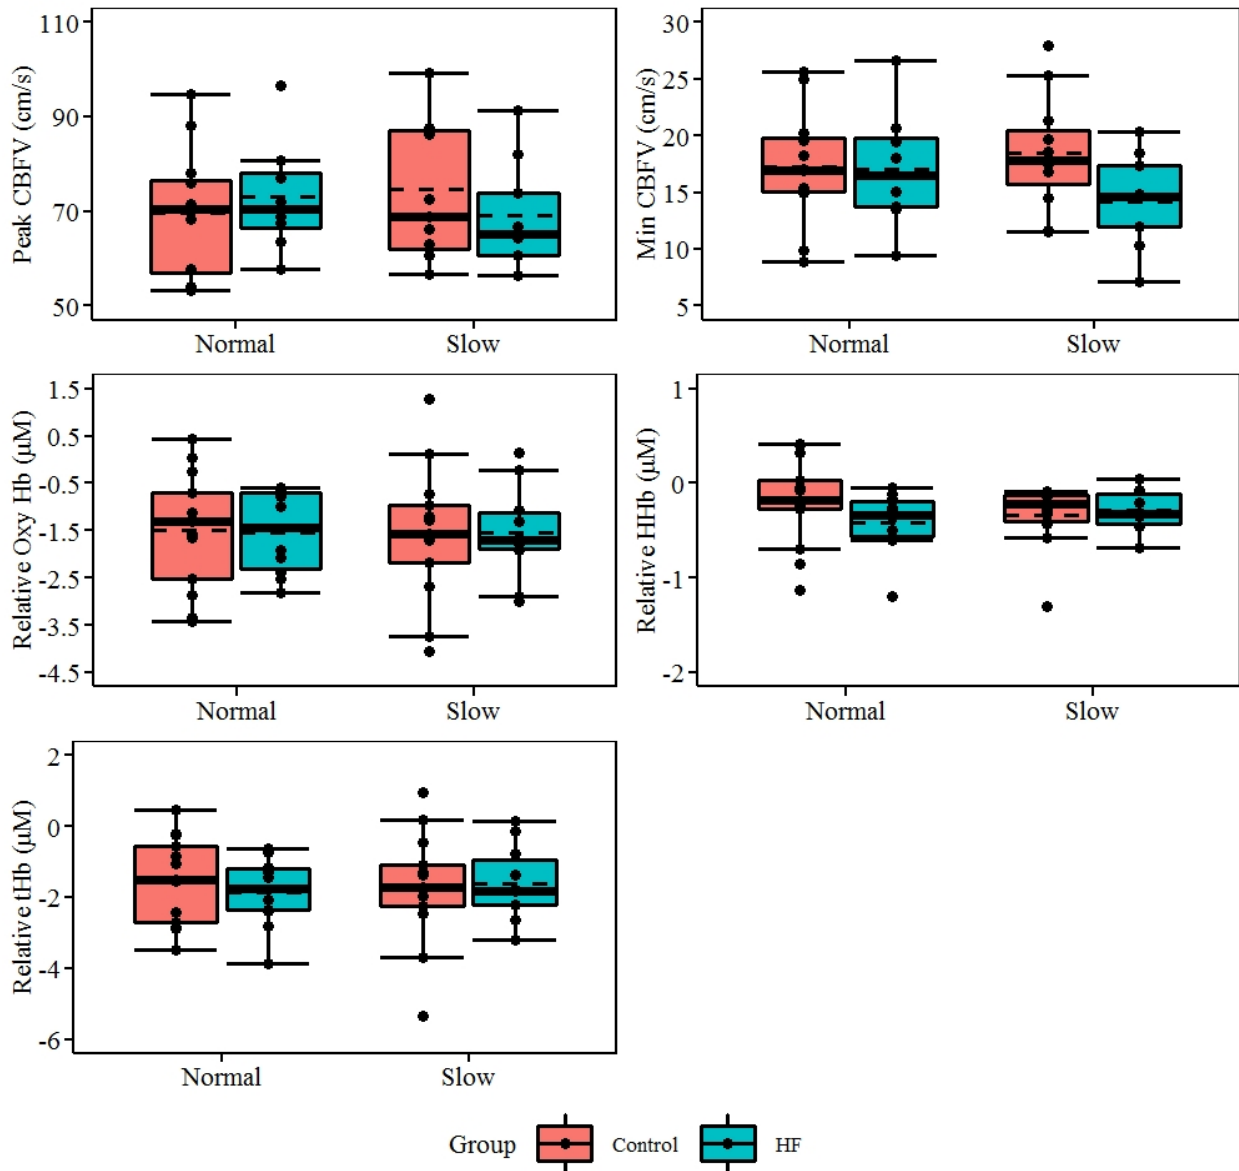 Peak CBFV (cm/s)
110
90
70
50
Normal Slow
Min CBFV (cm/s)
30
25
20
15
10
5
Normal Slow
Relative Oxy Hb (μM)
1.5
0.5
-0.5
-1.5
-2.5
-3.5
-4.5
Normal Slow
Relative HHb (μM)
1
0
-1
-2
Normal Slow
Relative tHb (μM)
2
0
-2
-4
-6
Normal Slow
Group Control HF